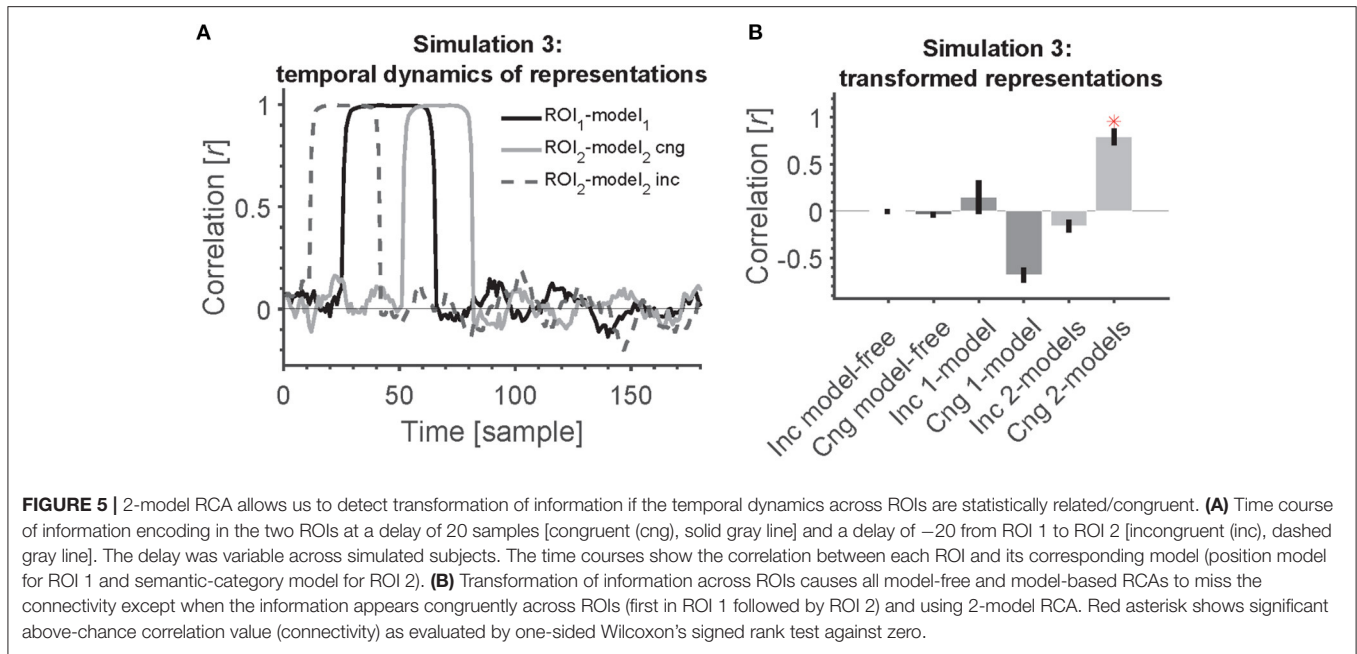 A
Simulation 3:
temporal dynamics of representations
Correlation [r]
1
0.5
0
ROI1-model1
ROI2-model2 cng
ROI2-model2 inc
0 50 100 150
Time [sample]
B
Simulation 3:
transformed representations
Correlation [r]
1
0.5
0
-0.5
*
Inc model-free
Cng model-free
Inc 1-model
Cng 1-model
Inc 2-models
Cng 2-models
FIGURE 5 | 2-model RCA allows us to detect transformation of information if the temporal dynamics across ROIs are statistically related/congruent. (A) Time course
of information encoding in the two ROIs at a delay of 20 samples [congruent (cng), solid gray line] and a delay of −20 from ROI 1 to ROI 2 [incongruent (inc), dashed
gray line]. The delay was variable across simulated subjects. The time courses show the correlation between each ROI and its corresponding model (position model
for ROI 1 and semantic-category model for ROI 2). (B) Transformation of information across ROIs causes all model-free and model-based RCAs to miss the
connectivity except when the information appears congruently across ROIs (first in ROI 1 followed by ROI 2) and using 2-model RCA. Red asterisk shows significant
above-chance correlation value (connectivity) as evaluated by one-sided Wilcoxon's signed rank test against zero.